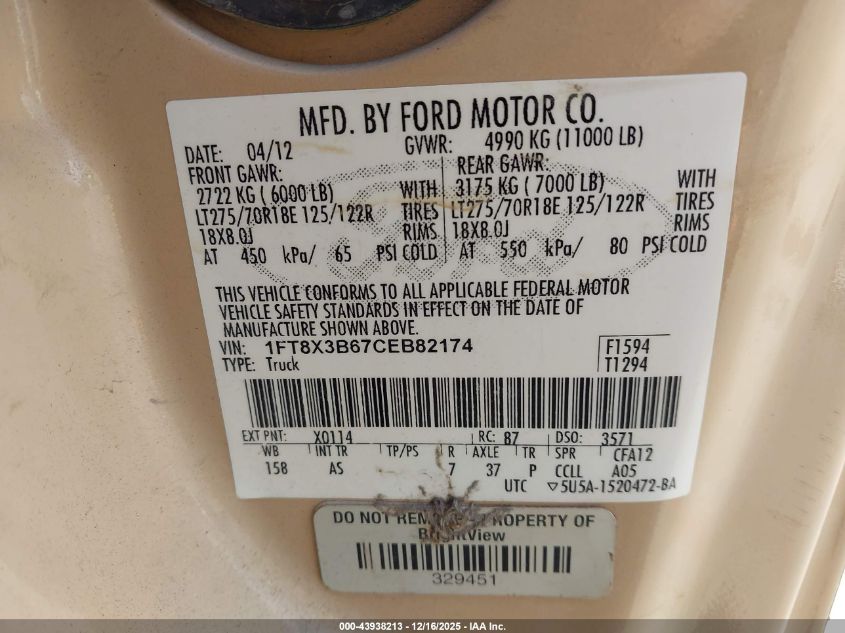 MFD. BY FORD MOTOR CO.
DATE: 04/12 GVWR: 4990 KG (11000 LB)
FRONT GAWR: REAR GAWR:
2722 KG (6000 LB) WITH 3175 KG (7000 LB) WITH
LT275/70R18E 125/122R TIRES LT275/70R18E 125/122R TIRES
18X8.0J RIMS 18X8.0J RIMS
AT 450 kPa/ 65 PSI COLD AT 550 kPa/ 80 PSI COLD
THIS VEHICLE CONFORMS TO ALL APPLICABLE FEDERAL MOTOR
VEHICLE SAFETY STANDARDS IN EFFECT ON THE DATE OF
MANUFACTURE SHOWN ABOVE.
VIN: 1FT8X3B67CEB82174 F1594
TYPE: Truck T1294
EXT PNT: X0114 RC: 87 DSO: 3571
WB INT TR TP/PS R AXLE TR SPR CFA12
158 AS 7 37 P CCLL A05
UTC ▽5U5A-1520472-BA
DO NOT REMOVE PROPERTY OF
BrightView
329451
000-43938213 - 12/16/2025 - IAA Inc.